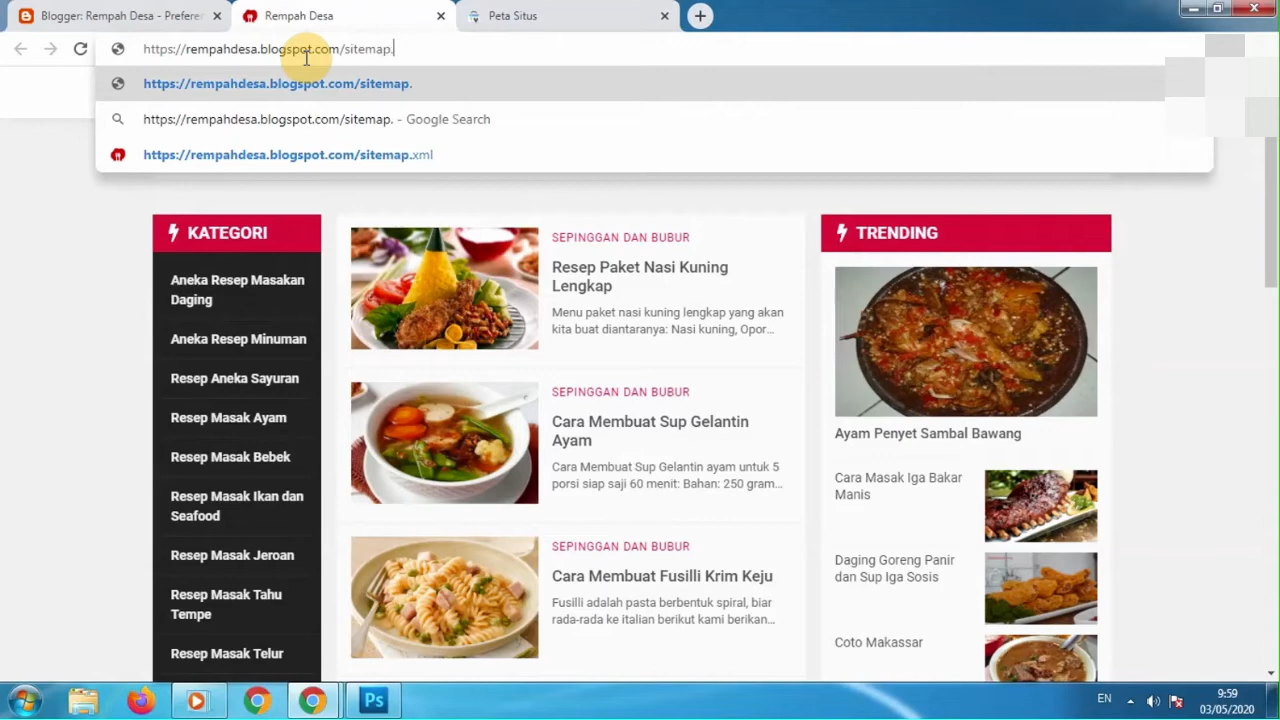 Blogger: Rempah Desa - Preferen
Rempah Desa
Peta Situs
https://rempahdesa.blogspot.com/sitemap.
https://rempahdesa.blogspot.com/sitemap.
https://rempahdesa.blogspot.com/sitemap. - Google Search
https://rempahdesa.blogspot.com/sitemap.xml
KATEGORI
Aneka Resep Masakan
Daging
Aneka Resep Minuman
Resep Aneka Sayuran
Resep Masak Ayam
Resep Masak Bebek
Resep Masak Ikan dan
Seafood
Resep Masak Jeroan
Resep Masak Tahu
Tempe
Resep Masak Telur
SEPINGGAN DAN BUBUR
Resep Paket Nasi Kuning
Lengkap
Menu paket nasi kuning lengkap yang akan
kita buat diantaranya: Nasi kuning, Opor...
SEPINGGAN DAN BUBUR
Cara Membuat Sup Gelantin
Ayam
Cara Membuat Sup Gelantin ayam untuk 5
porsi siap saji 60 menit: Bahan: 250 gram...
SEPINGGAN DAN BUBUR
Cara Membuat Fusilli Krim Keju
Fusilli adalah pasta berbentuk spiral, biar
rada-rada ke italian berikut kami berikan...
TRENDING
Ayam Penyet Sambal Bawang
Cara Masak Iga Bakar
Manis
Daging Goreng Panir
dan Sup Iga Sosis
Coto Makassar
Ps
EN
9:59
03/05/2020